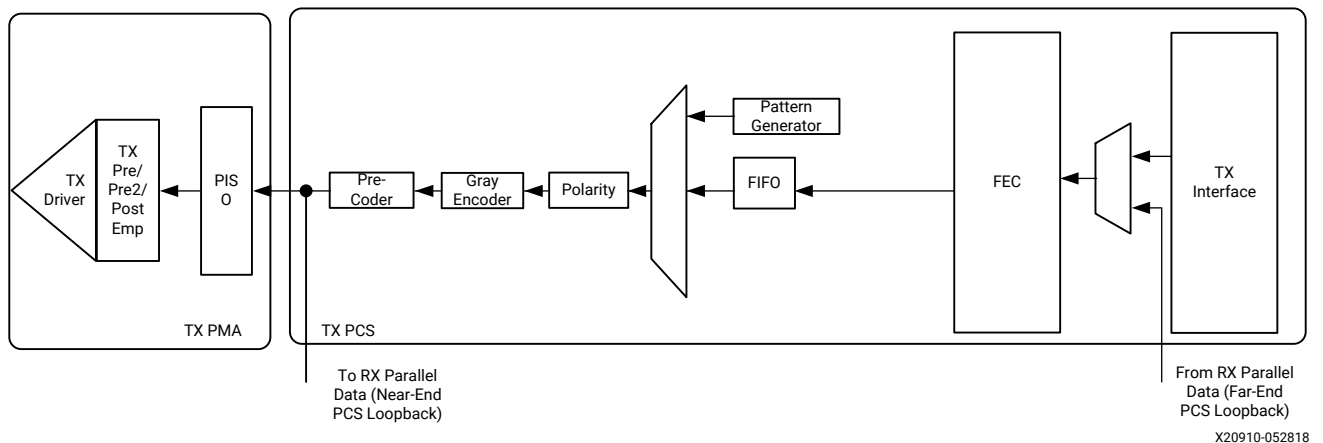 TX
Driver
TX
Pre/
Pre2/
Post
Emp
PIS
O
TX PMA
Pre-
Coder
Gray
Encoder
Polarity
Pattern
Generator
FIFO
FEC
TX
Interface
TX PCS
To RX Parallel
Data (Near-End
PCS Loopback)
From RX Parallel
Data (Far-End
PCS Loopback)
X20910-052818